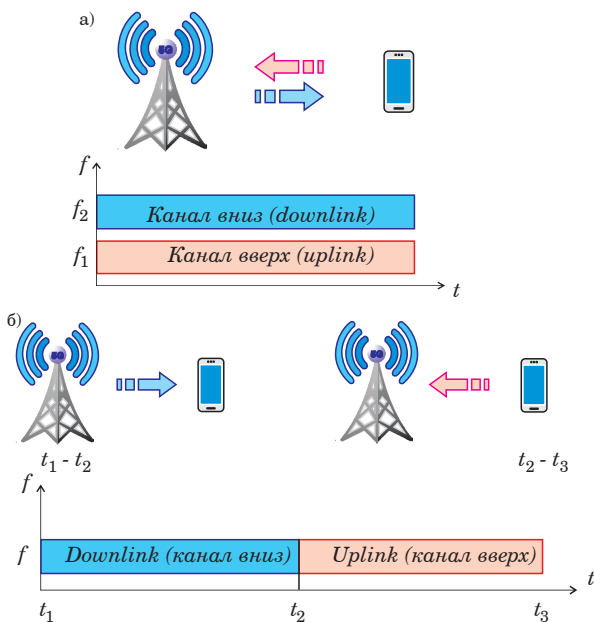 а)
5G
f
f2
Канал вниз (downlink)
f1
Канал вверх (uplink)
t
б)
5G
5G
t1 - t2
t2 - t3
f
f
Downlink (канал вниз)
Uplink (канал вверх)
t
t1
t2
t3